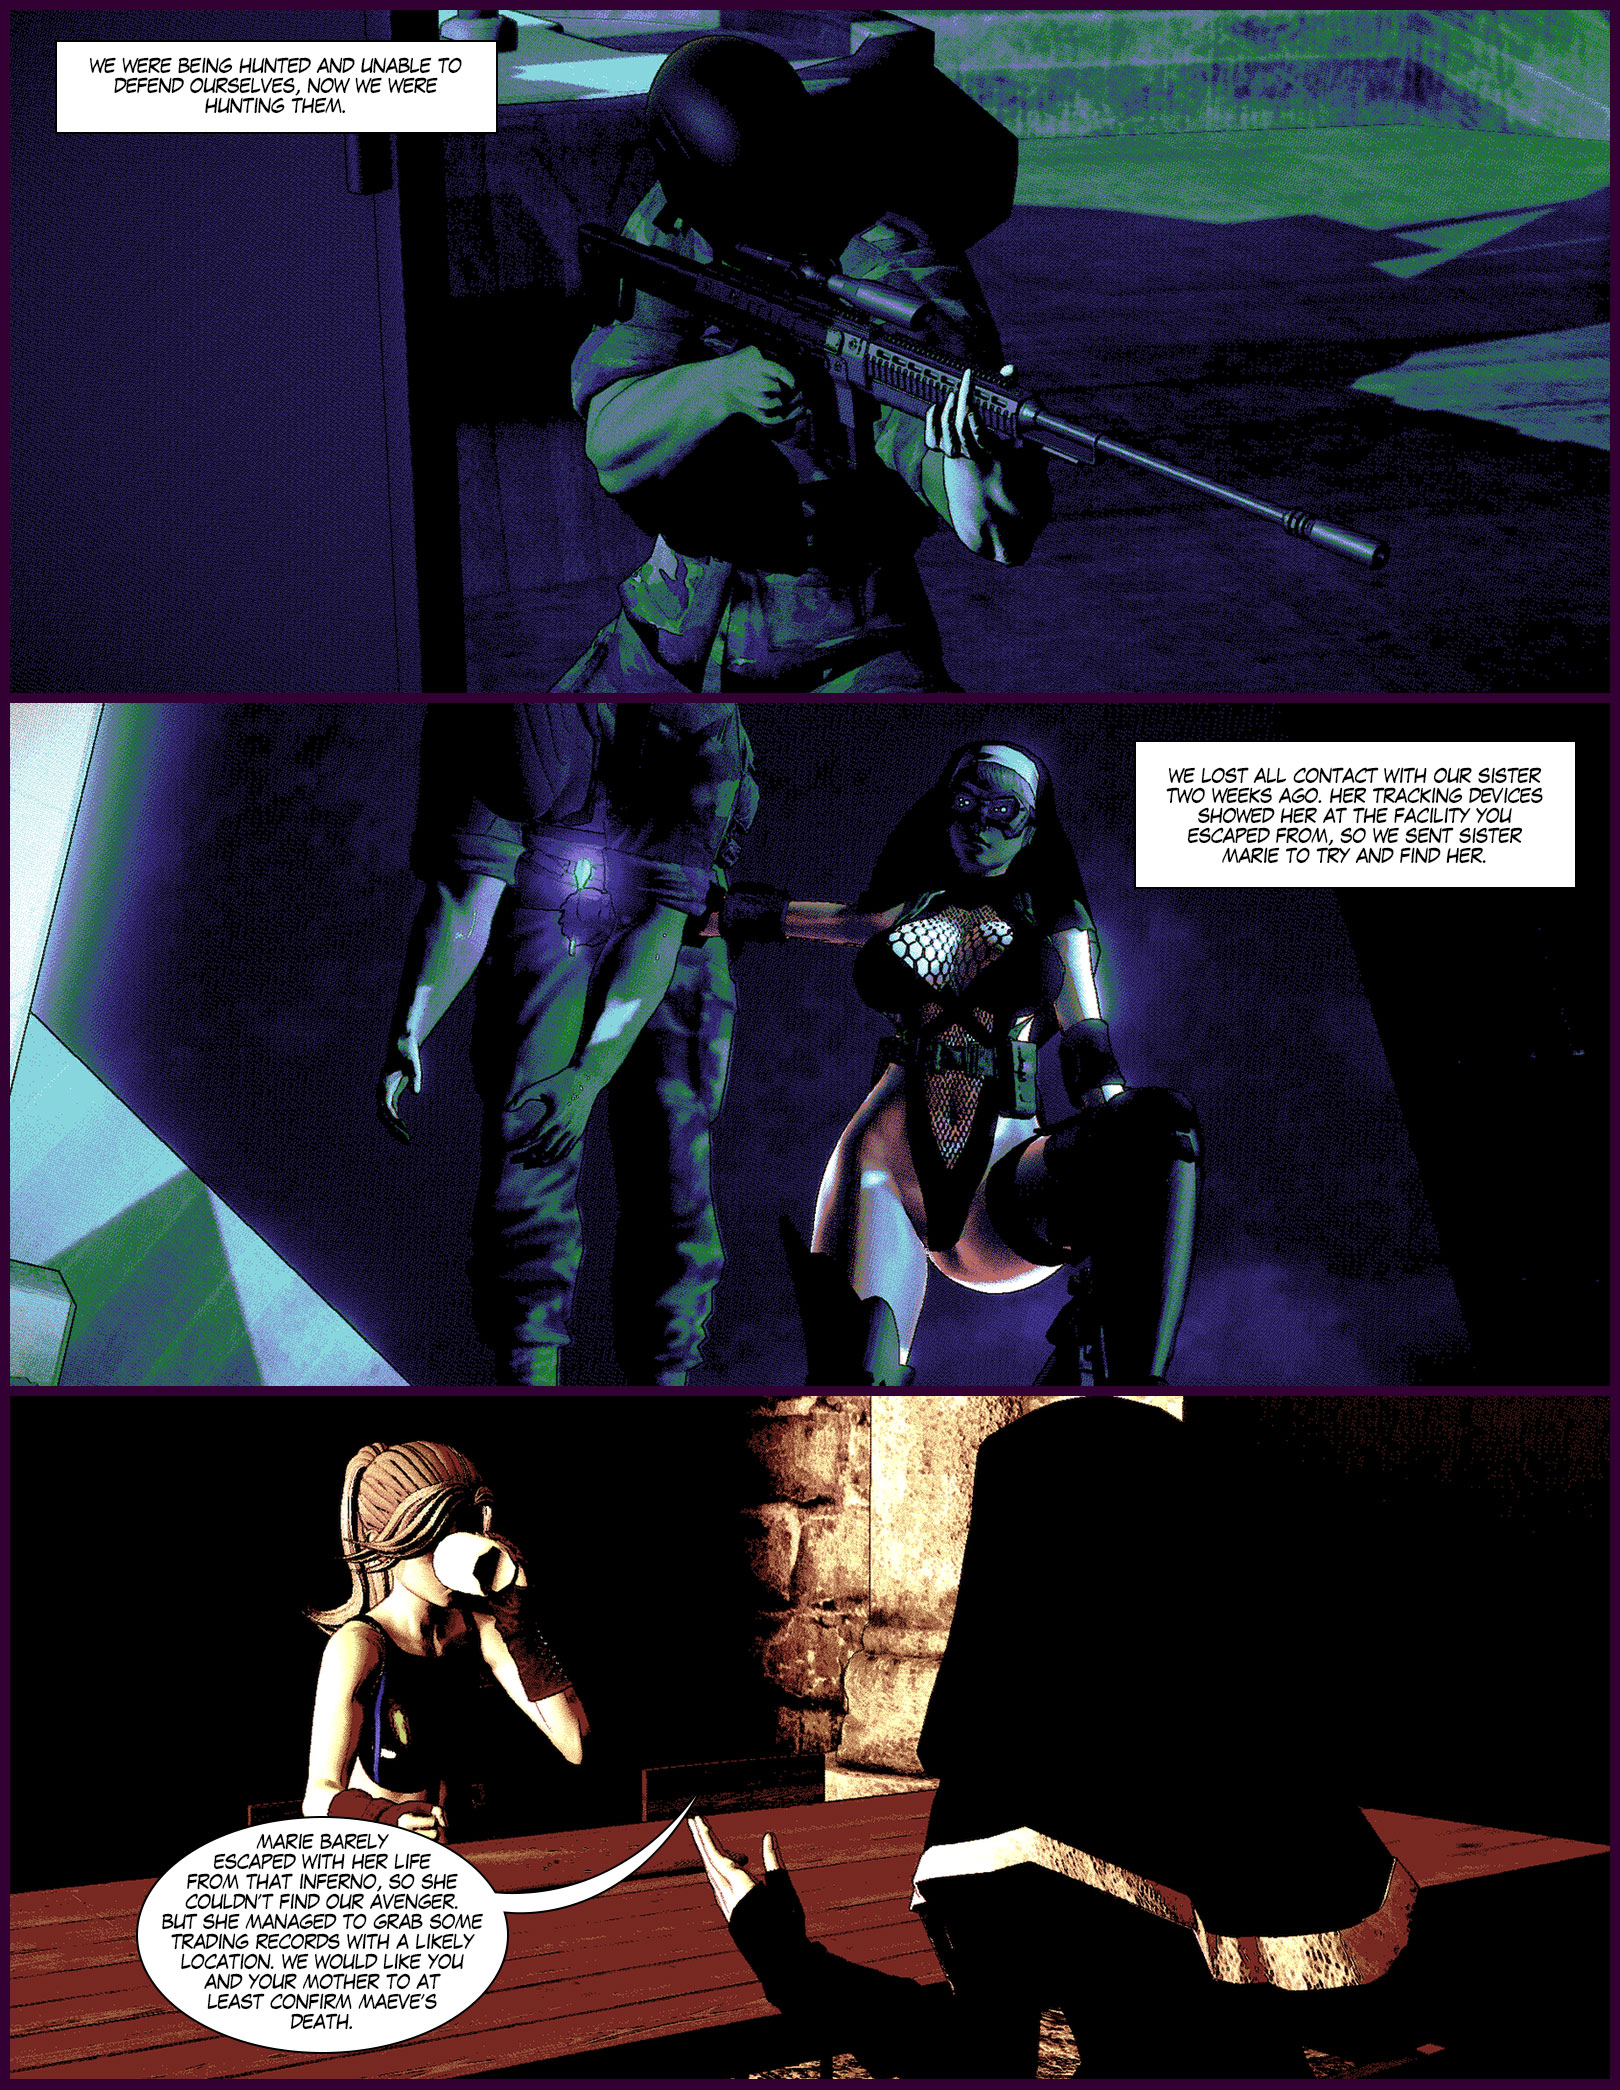 WE WERE BEING HUNTED AND UNABLE TO
DEFEND OURSELVES, NOW WE WERE
HUNTING THEM.
WE LOST ALL CONTACT WITH OUR SISTER
TWO WEEKS AGO. HER TRACKING DEVICES
SHOWED HER AT THE FACILITY YOU
ESCAPED FROM, SO WE SENT SISTER
MARIE TO TRY AND FIND HER.
MARIE BARELY
ESCAPED WITH HER LIFE
FROM THAT INFERNO, SO SHE
COULDN'T FIND OUR AVENGER.
BUT SHE MANAGED TO GRAB SOME
TRADING RECORDS WITH A LIKELY
LOCATION. WE WOULD LIKE YOU
AND YOUR MOTHER TO AT
LEAST CONFIRM MAEVE'S
DEATH.